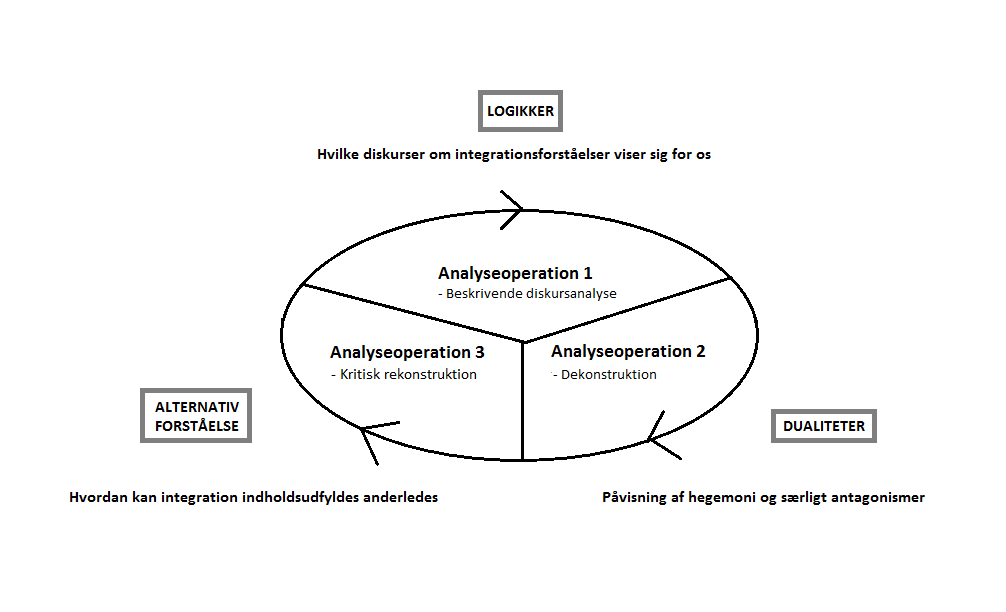 LOGIKKER
Hvilke diskurser om integrationsforståelser viser sig for os
Analyseoperation 1
- Beskrivende diskursanalyse
Analyseoperation 3
- Kritisk rekonstruktion
Analyseoperation 2
- Dekonstruktion
ALTERNATIV
FORSTÅELSE
DUALITETER
Hvordan kan integration indholdsudfyldes anderledes
Påvisning af hegemoni og særligt antagonismer